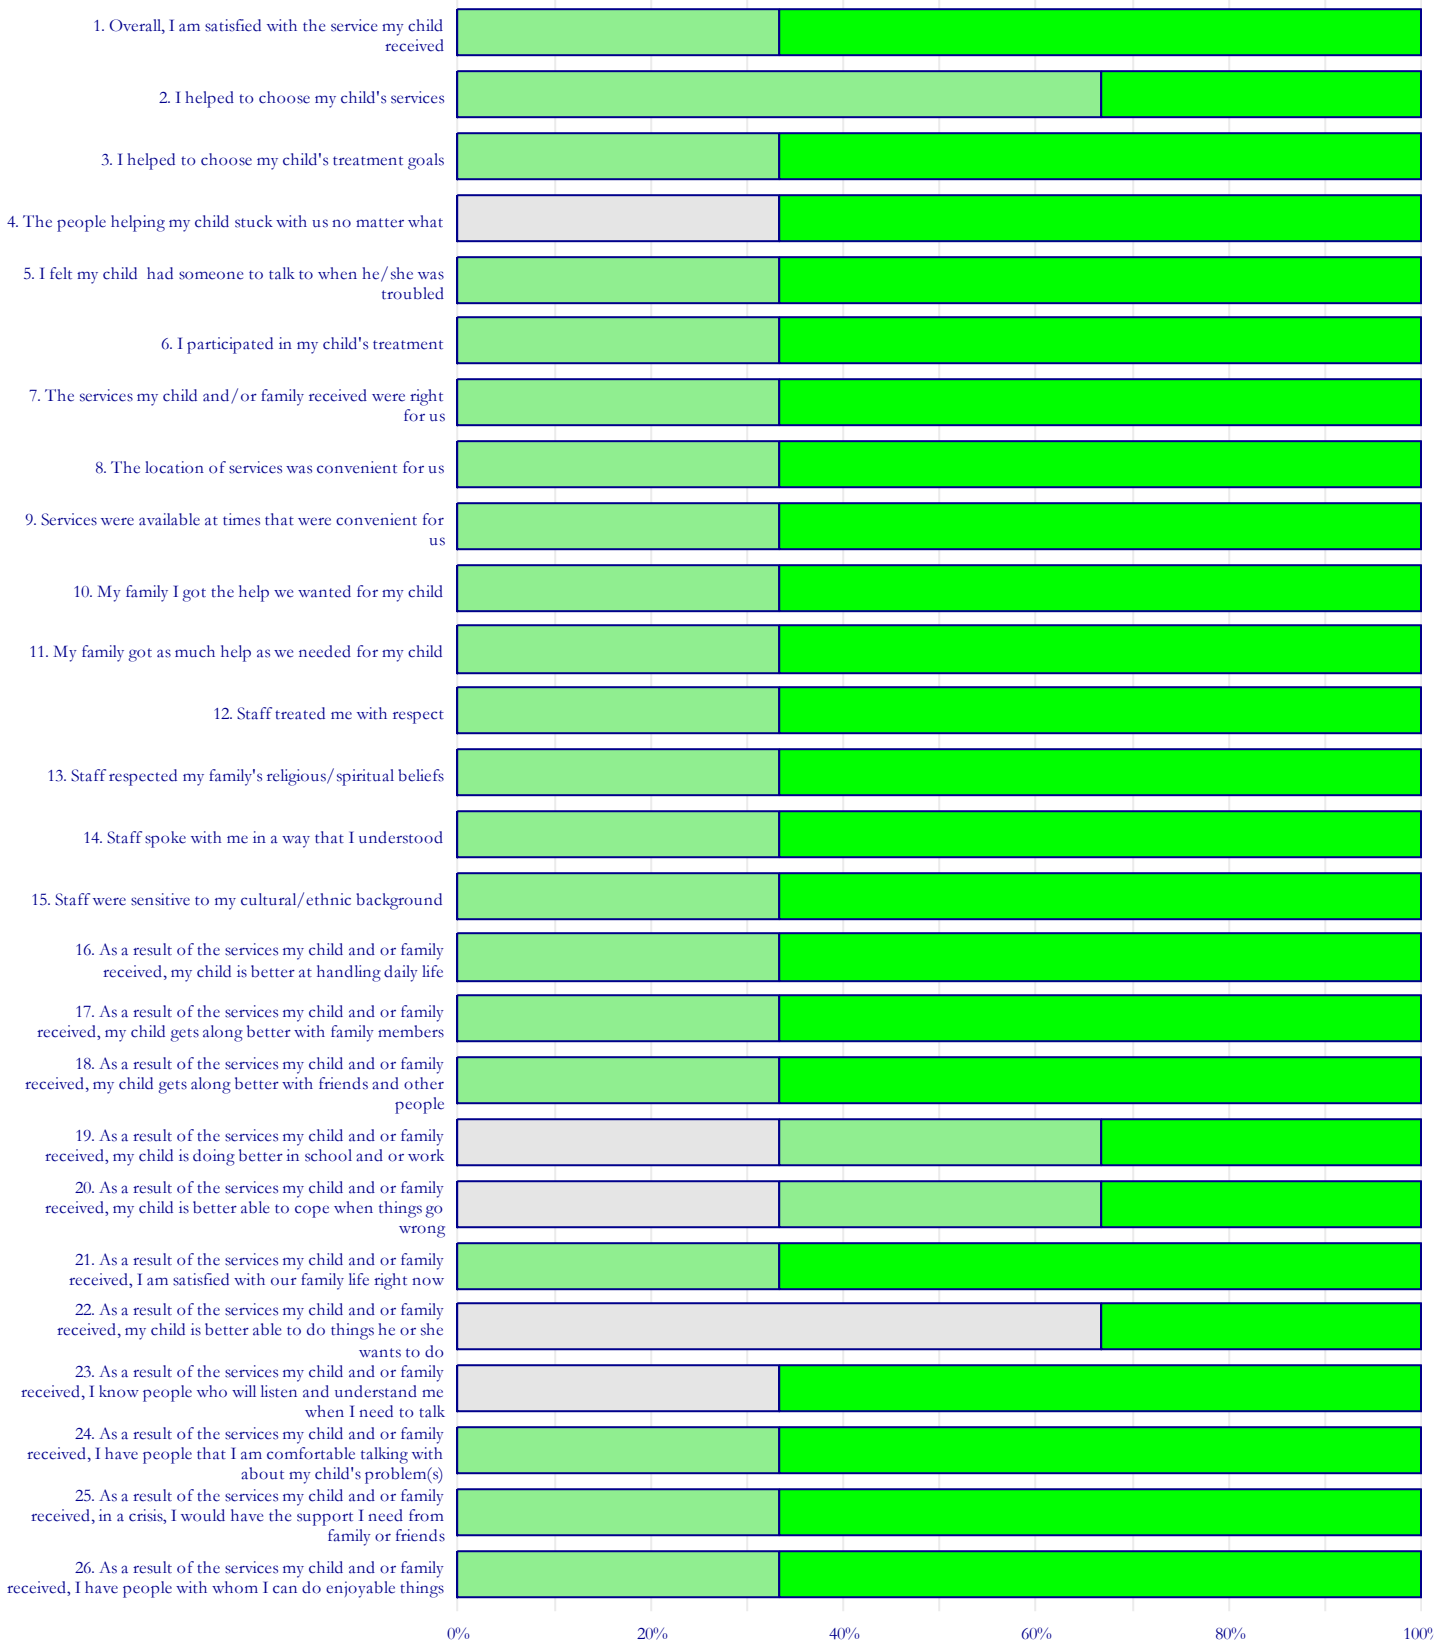 1. Overall, I am satisfied with the service my child
received
2. I helped to choose my child's services
3. I helped to choose my child's treatment goals
4. The people helping my child stuck with us no matter what
5. I felt my child  had someone to talk to when he/she was
troubled
6. I participated in my child's treatment
7. The services my child and/or family received were right
for us
8. The location of services was convenient for us
9. Services were available at times that were convenient for
us
10. My family I got the help we wanted for my child
11. My family got as much help as we needed for my child
12. Staff treated me with respect
13. Staff respected my family's religious/spiritual beliefs
14. Staff spoke with me in a way that I understood
15. Staff were sensitive to my cultural/ethnic background
16. As a result of the services my child and or family
received, my child is better at handling daily life
17. As a result of the services my child and or family
received, my child gets along better with family members
18. As a result of the services my child and or family
received, my child gets along better with friends and other
people
19. As a result of the services my child and or family
received, my child is doing better in school and or work
20. As a result of the services my child and or family
received, my child is better able to cope when things go
wrong
21. As a result of the services my child and or family
received, I am satisfied with our family life right now
22. As a result of the services my child and or family
received, my child is better able to do things he or she
wants to do
23. As a result of the services my child and or family
received, I know people who will listen and understand me
when I need to talk
24. As a result of the services my child and or family
received, I have people that I am comfortable talking with
about my child's problem(s)
25. As a result of the services my child and or family
received, in a crisis, I would have the support I need from
family or friends
26. As a result of the services my child and or family
received, I have people with whom I can do enjoyable things
0% 20% 40% 60% 80% 100%